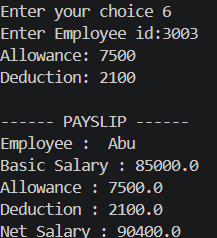 Enter your choice 6
Enter Employee id:3003
Allowance: 7500
Deduction: 2100
------ PAYSLIP ------
Employee :  Abu
Basic Salary : 85000.0
Allowance : 7500.0
Deduction : 2100.0
Net Salary : 90400.0